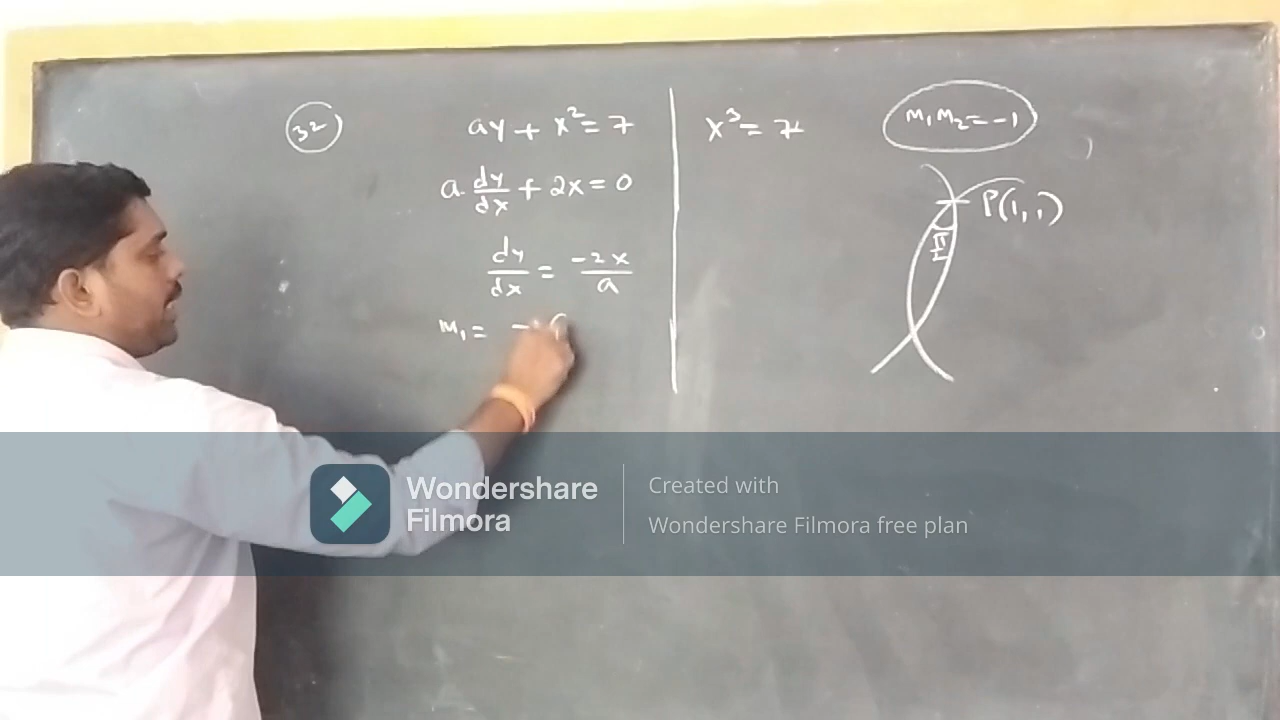 32
ay + x² = 7
a. dy/dx + 2x = 0
dy/dx = -2x/a
m₁ =
x³ =
m₁m₂ = -1
P(1,1)
π/2
Wondershare
Filmora
Created with
Wondershare Filmora free plan